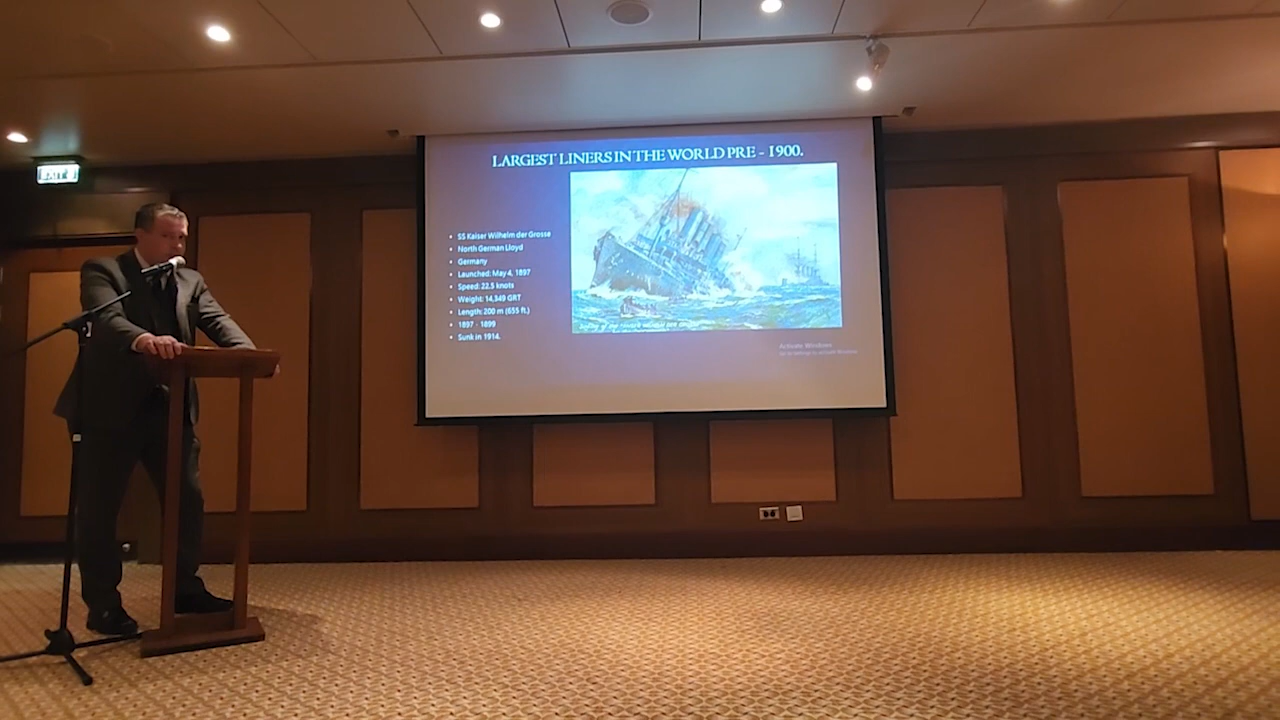 EXIT
LARGEST LINERS IN THE WORLD PRE - 1900.
SS Kaiser Wilhelm der Grosse
North German Lloyd
Germany
Launched: May 4, 1897
Speed: 22.5 knots
Weight: 14,349 GRT
Length: 200 m (655 ft.)
1897 - 1899
Sunk in 1914.
Activate Windows